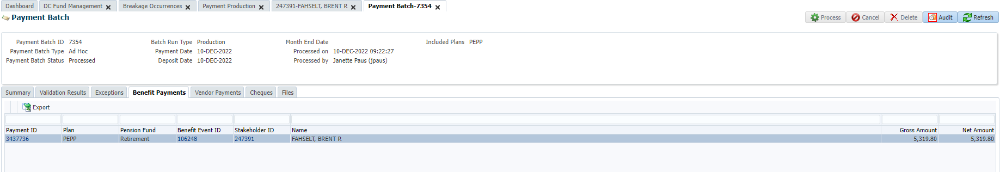 Dashboard DC Fund Management Breakage Occurrences Payment Production 247391-FAHSELT, BRENT R Payment Batch-7354
Payment Batch Process Cancel Delete Audit Refresh
Payment Batch ID 7354 Batch Run Type Production Month End Date Included Plans PEPP
Payment Batch Type Ad Hoc Payment Date 10-DEC-2022 Processed on 10-DEC-2022 09:22:27
Payment Batch Status Processed Deposit Date 10-DEC-2022 Processed by Janette Paus (jpaus)
Summary Validation Results Exceptions Benefit Payments Vendor Payments Cheques Files
Export
Payment ID Plan Pension Fund Benefit Event ID Stakeholder ID Name Gross Amount Net Amount
3437736 PEPP Retirement 106248 247391 FAHSELT, BRENT R 5,319.80 5,319.80